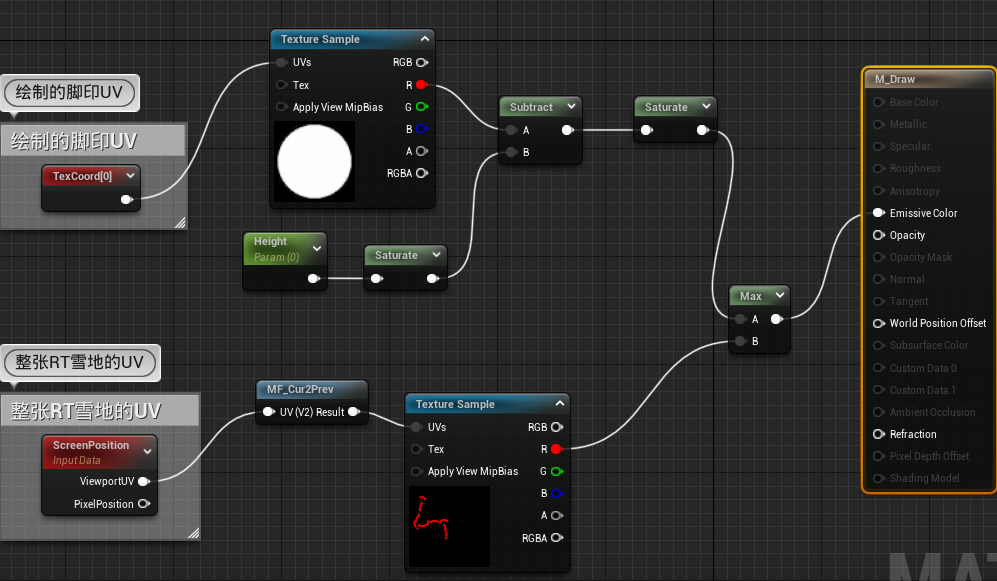 绘制的脚印UV
绘制的脚印UV
TexCoord[0]
Texture Sample
UVs
RGB
Tex
R
Apply View MipBias
G
B
A
RGBA
Height
Param (0)
Saturate
Subtract
A
B
Saturate
整张RT雪地的UV
整张RT雪地的UV
ScreenPosition
Input Data
ViewportUV
PixelPosition
MF_Cur2Prev
UV (V2) Result
Texture Sample
UVs
RGB
Tex
R
Apply View MipBias
G
B
A
RGBA
Max
A
B
M_Draw
Base Color
Metallic
Specular
Roughness
Anisotropy
Emissive Color
Opacity
Opacity Mask
Normal
Tangent
World Position Offset
Subsurface Color
Custom Data 0
Custom Data 1
Ambient Occlusion
Refraction
Pixel Depth Offset
Shading Model